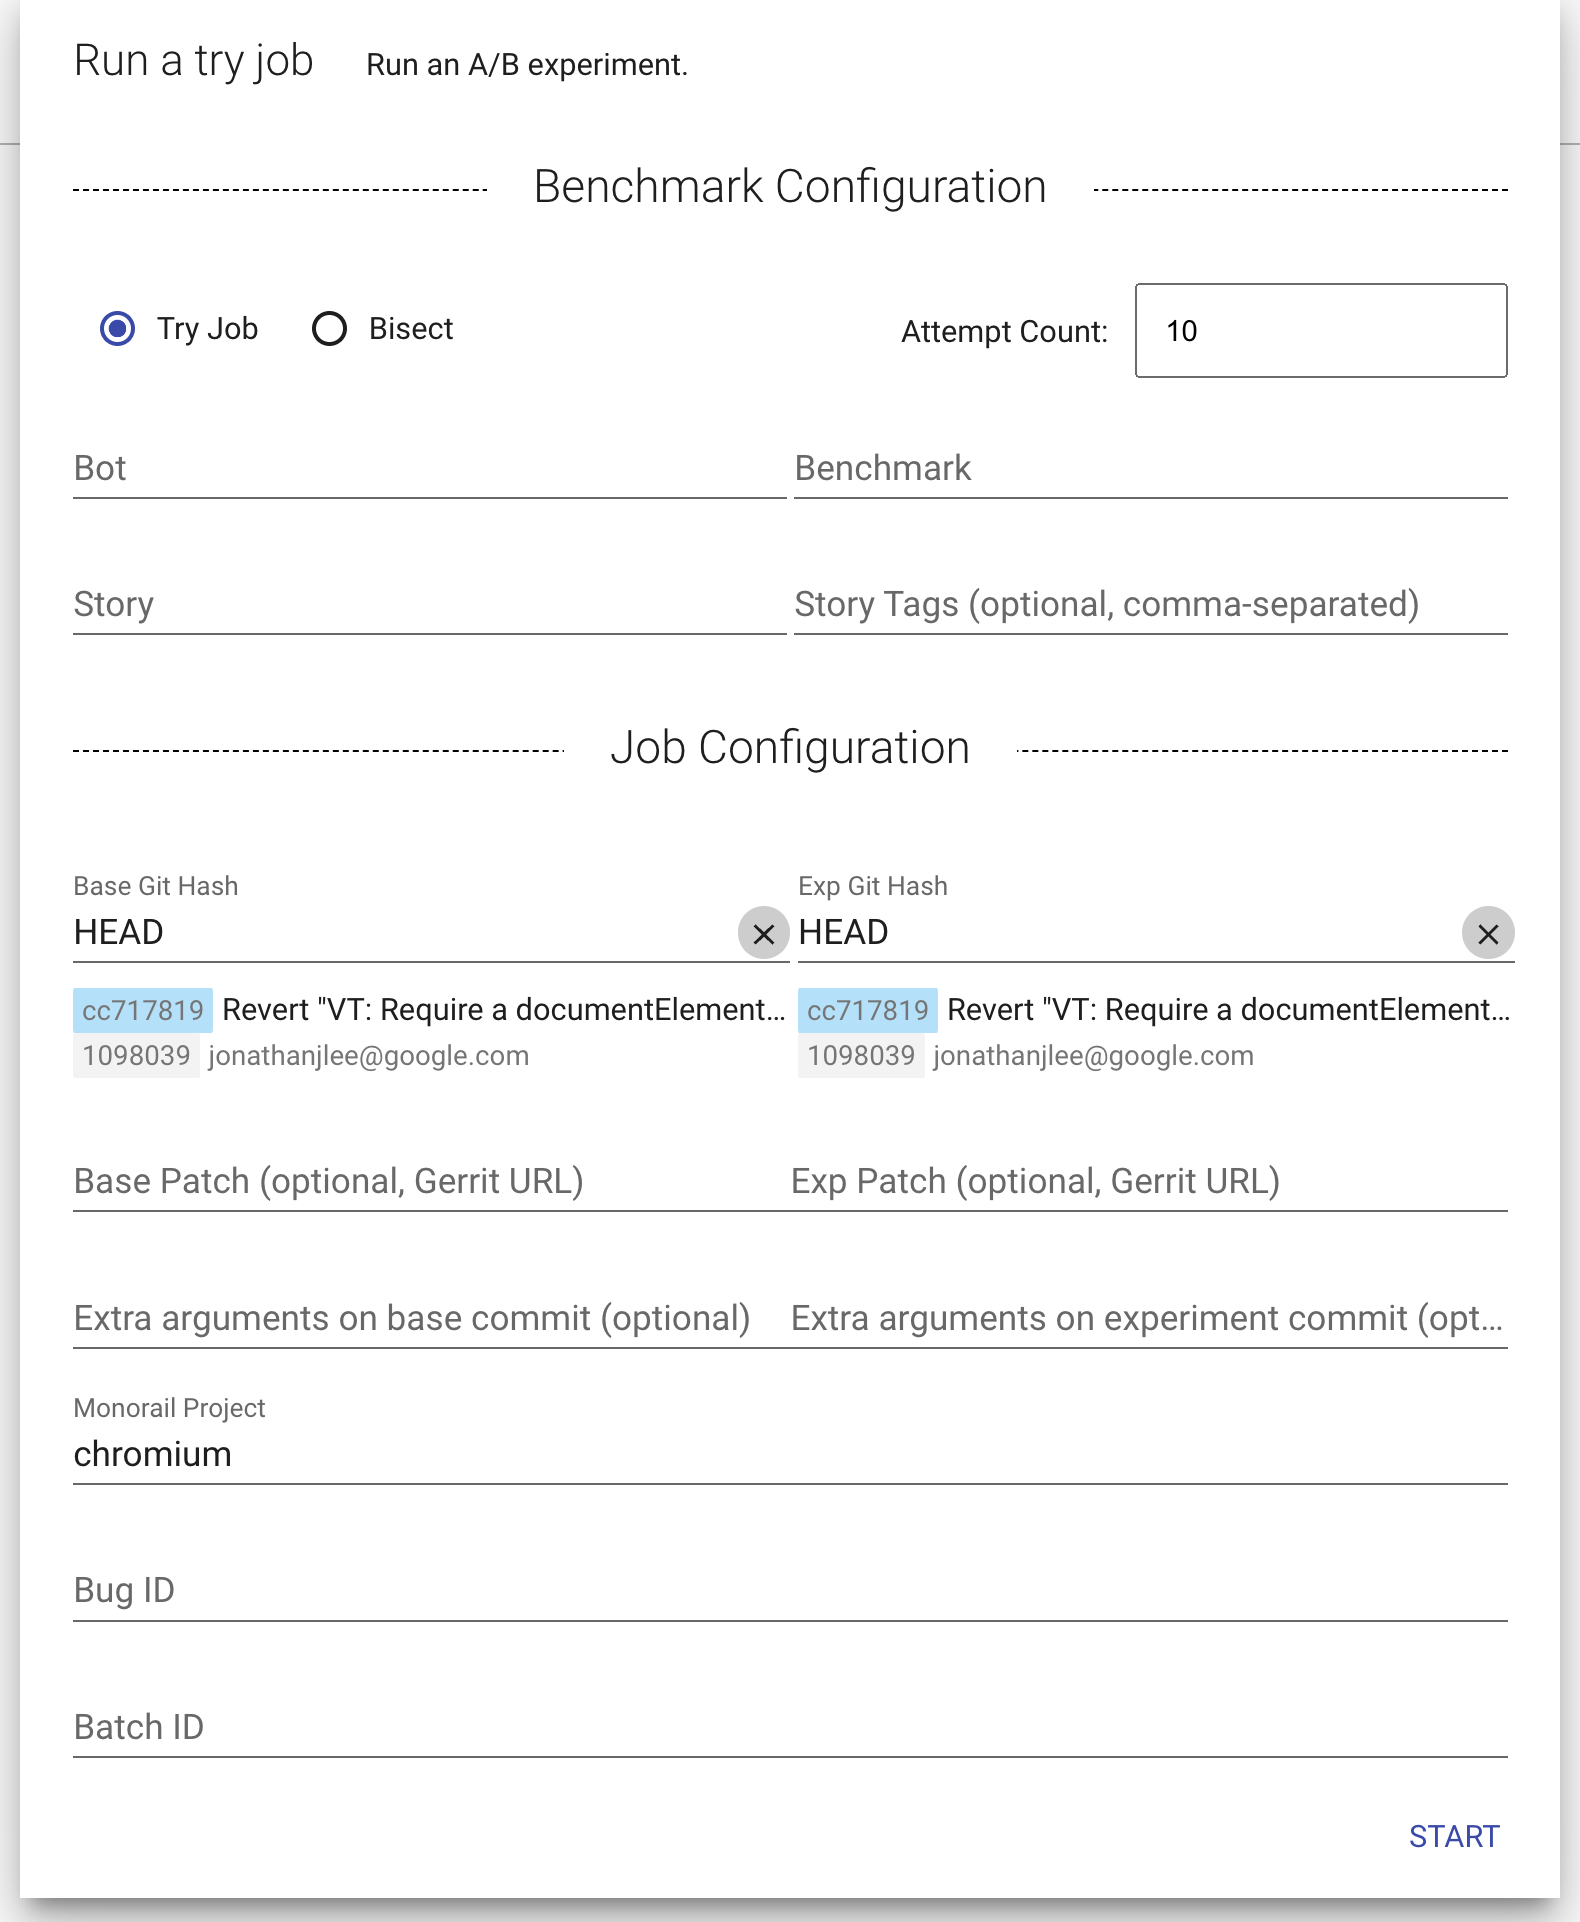 Run a try job Run an A/B experiment.
Benchmark Configuration
Try Job Bisect Attempt Count: 10
Bot Benchmark
Story Story Tags (optional, comma-separated)
Job Configuration
Base Git Hash Exp Git Hash
HEAD HEAD
cc717819 Revert "VT: Require a documentElement... cc717819 Revert "VT: Require a documentElement...
1098039 jonathanjlee@google.com 1098039 jonathanjlee@google.com
Base Patch (optional, Gerrit URL) Exp Patch (optional, Gerrit URL)
Extra arguments on base commit (optional) Extra arguments on experiment commit (opt...
Monorail Project
chromium
Bug ID
Batch ID
START